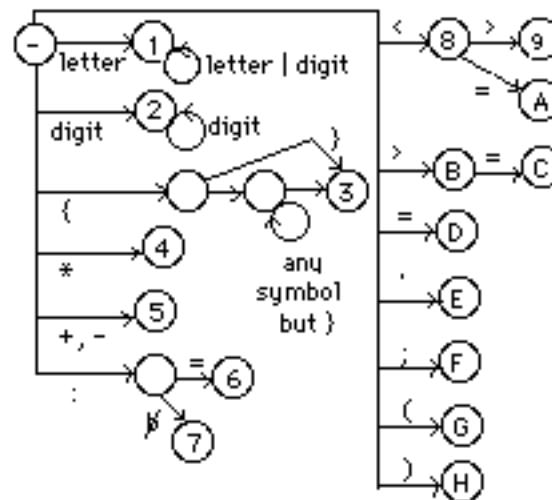 -
1
letter
letter | digit
2
digit
digit
{
}
3
any
symbol
but }
*
4
+, -
5
:
=
6
ƀ
7
<
8
>
9
=
A
>
B
=
C
=
D
E
;
F
(
G
)
H